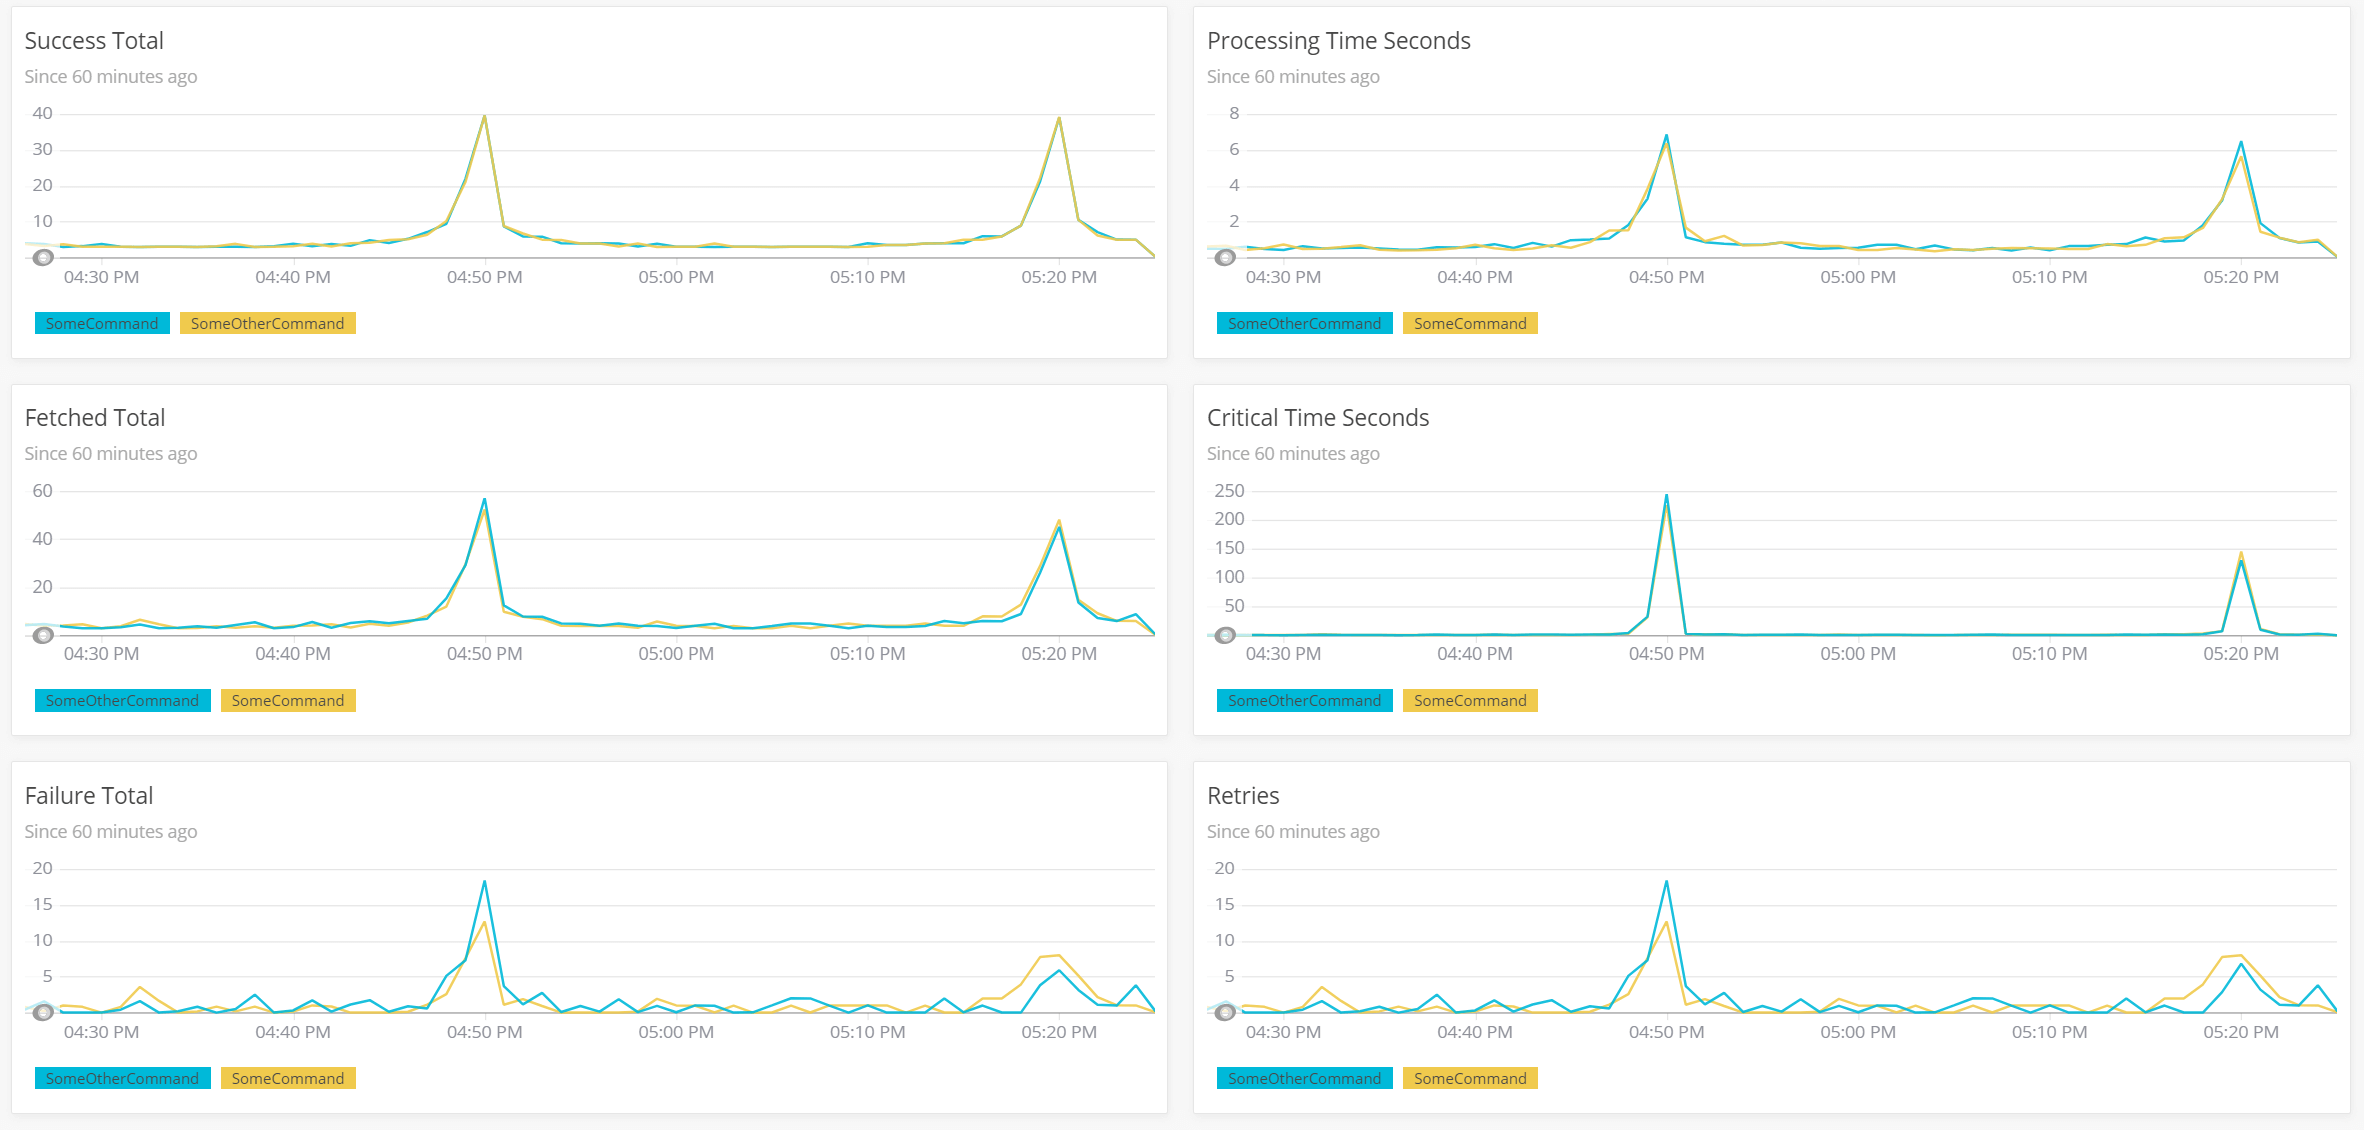 Success Total
Since 60 minutes ago
40
30
20
10
04:30 PM 04:40 PM 04:50 PM 05:00 PM 05:10 PM 05:20 PM
SomeCommand SomeOtherCommand
Processing Time Seconds
Since 60 minutes ago
8
6
4
2
04:30 PM 04:40 PM 04:50 PM 05:00 PM 05:10 PM 05:20 PM
SomeOtherCommand SomeCommand
Fetched Total
Since 60 minutes ago
60
40
20
04:30 PM 04:40 PM 04:50 PM 05:00 PM 05:10 PM 05:20 PM
SomeOtherCommand SomeCommand
Critical Time Seconds
Since 60 minutes ago
250
200
150
100
50
04:30 PM 04:40 PM 04:50 PM 05:00 PM 05:10 PM 05:20 PM
SomeOtherCommand SomeCommand
Failure Total
Since 60 minutes ago
20
15
10
5
04:30 PM 04:40 PM 04:50 PM 05:00 PM 05:10 PM 05:20 PM
SomeOtherCommand SomeCommand
Retries
Since 60 minutes ago
20
15
10
5
04:30 PM 04:40 PM 04:50 PM 05:00 PM 05:10 PM 05:20 PM
SomeOtherCommand SomeCommand